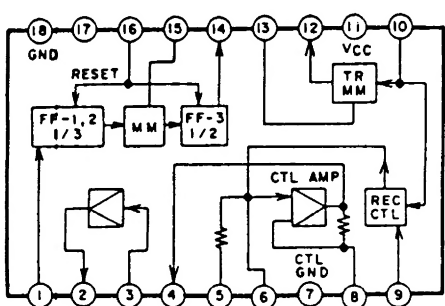 18 17 16 15 14 13 12 11 10
GND
VCC
RESET
TR
MM
FF-1,2
1/3
MM
FF-3
1/2
CTL AMP
REC
CTL
CTL
GND
1 2 3 4 5 6 7 8 9